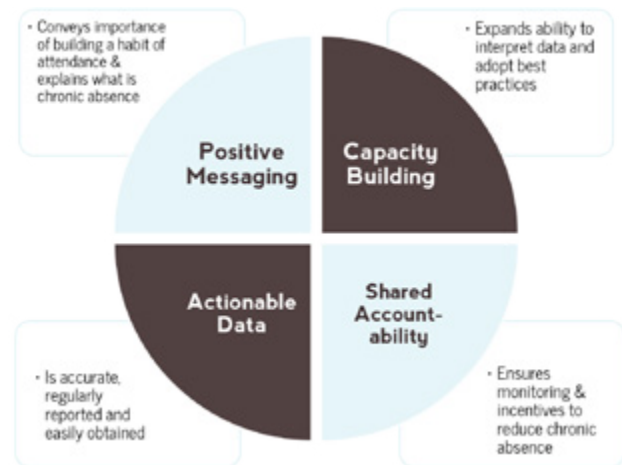 · Conveys importance
of building a habit of
attendance &
explains what is
chronic absence
· Expands ability to
interpret data and
adopt best
practices
Positive
Messaging
Capacity
Building
Actionable
Data
Shared
Account-
ability
· Is accurate,
regularly
reported and
easily obtained
· Ensures
monitoring &
incentives to
reduce chronic
absence